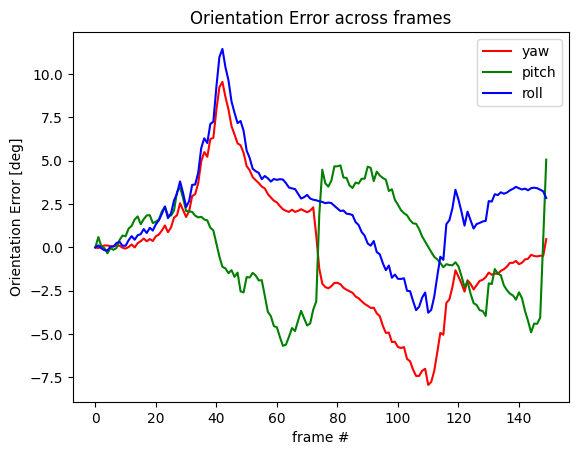 Orientation Error across frames
yaw
pitch
roll
Orientation Error [deg]
10.0
7.5
5.0
2.5
0.0
−2.5
−5.0
−7.5
0 20 40 60 80 100 120 140
frame #